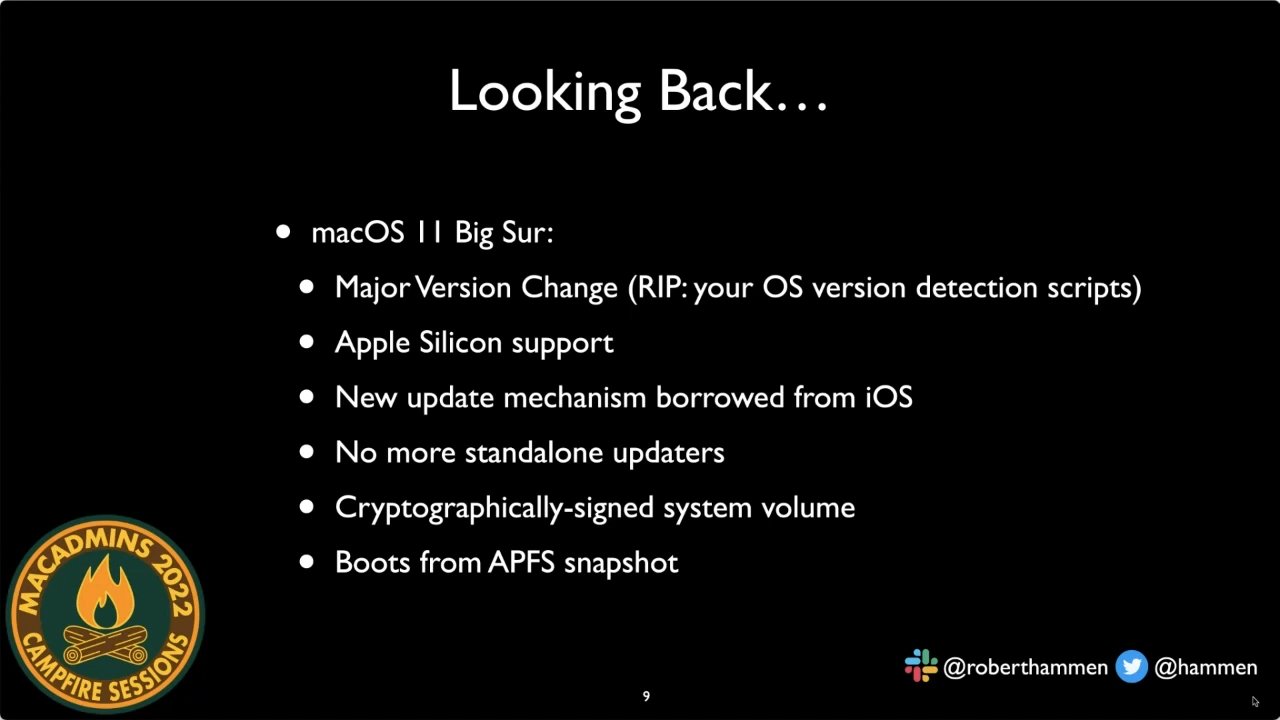 Looking Back…
• macOS 11 Big Sur:
• Major Version Change (RIP: your OS version detection scripts)
• Apple Silicon support
• New update mechanism borrowed from iOS
• No more standalone updaters
• Cryptographically-signed system volume
• Boots from APFS snapshot
MACADMINS 2022
CAMPFIRE SESSIONS
@roberthammen @hammen
9